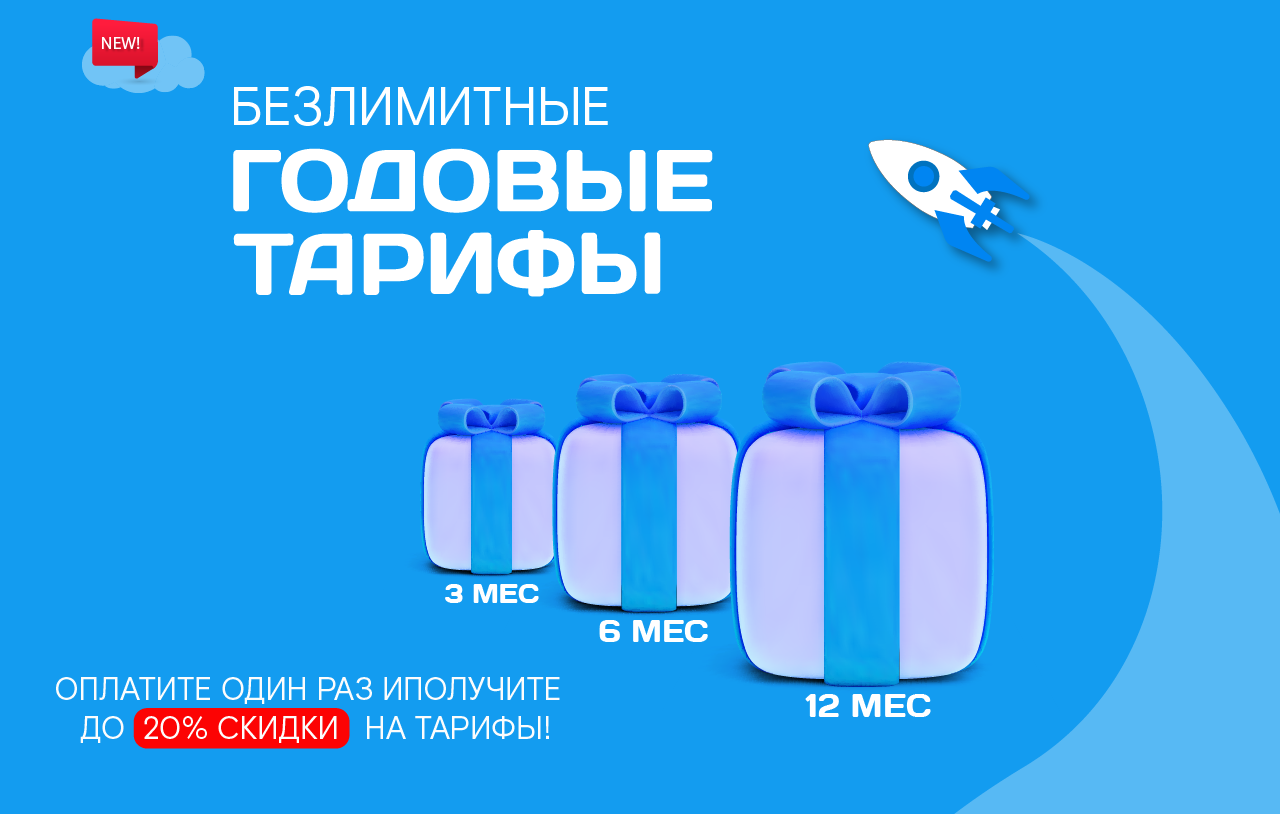 NEW!
БЕЗЛИМИТНЫЕ
ГОДОВЫЕ
ТАРИФЫ
3 МЕС
6 МЕС
12 МЕС
ОПЛАТИТЕ ОДИН РАЗ ИПОЛУЧИТЕ
ДО 20% СКИДКИ НА ТАРИФЫ!